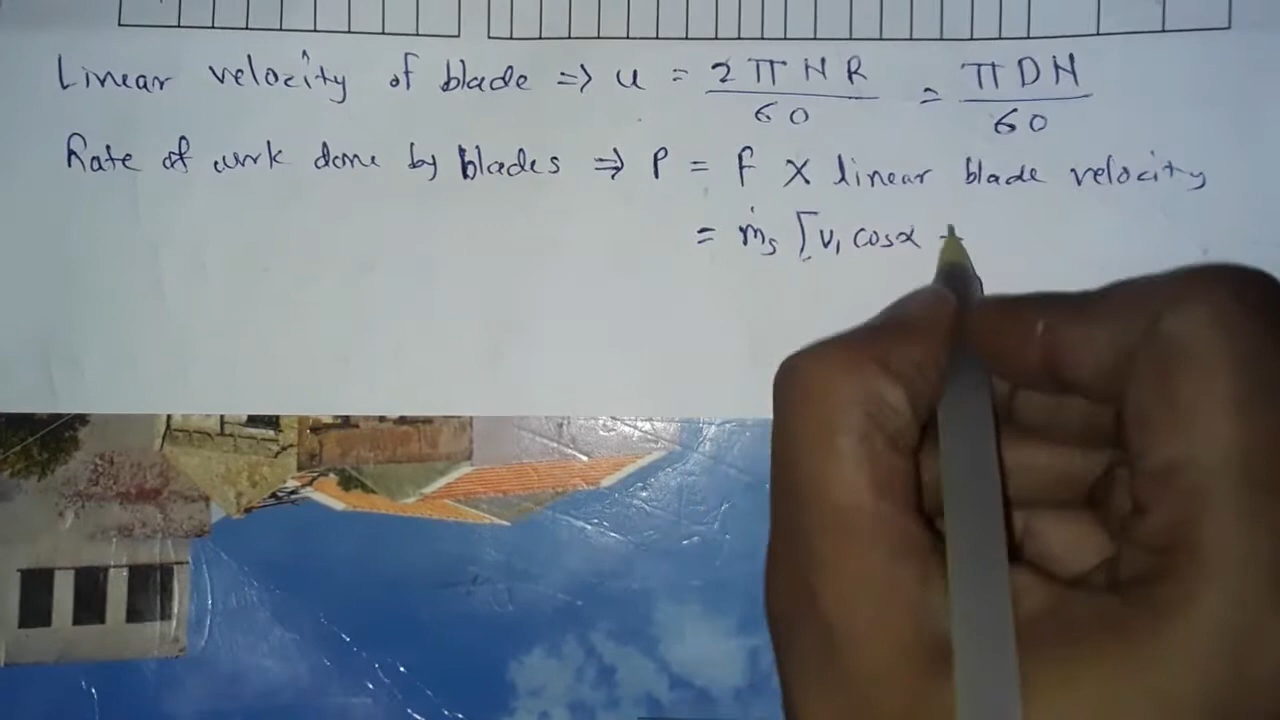 Linear velocity of blade => u = 2πNR/60 = πDN/60
Rate of work done by blades => P = F X linear blade velocity
= ṁs [V1 cosα